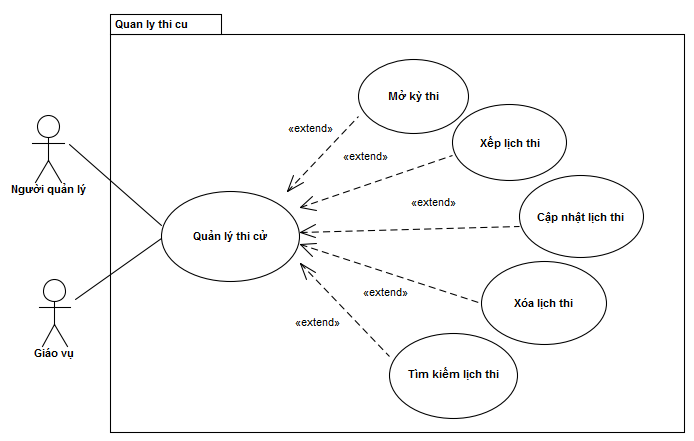 Quan ly thi cu
Mở kỳ thi
«extend»
Xếp lịch thi
«extend»
Người quản lý
«extend»
Cập nhật lịch thi
Quản lý thi cử
«extend»
Xóa lịch thi
«extend»
Giáo vụ
Tìm kiếm lịch thi